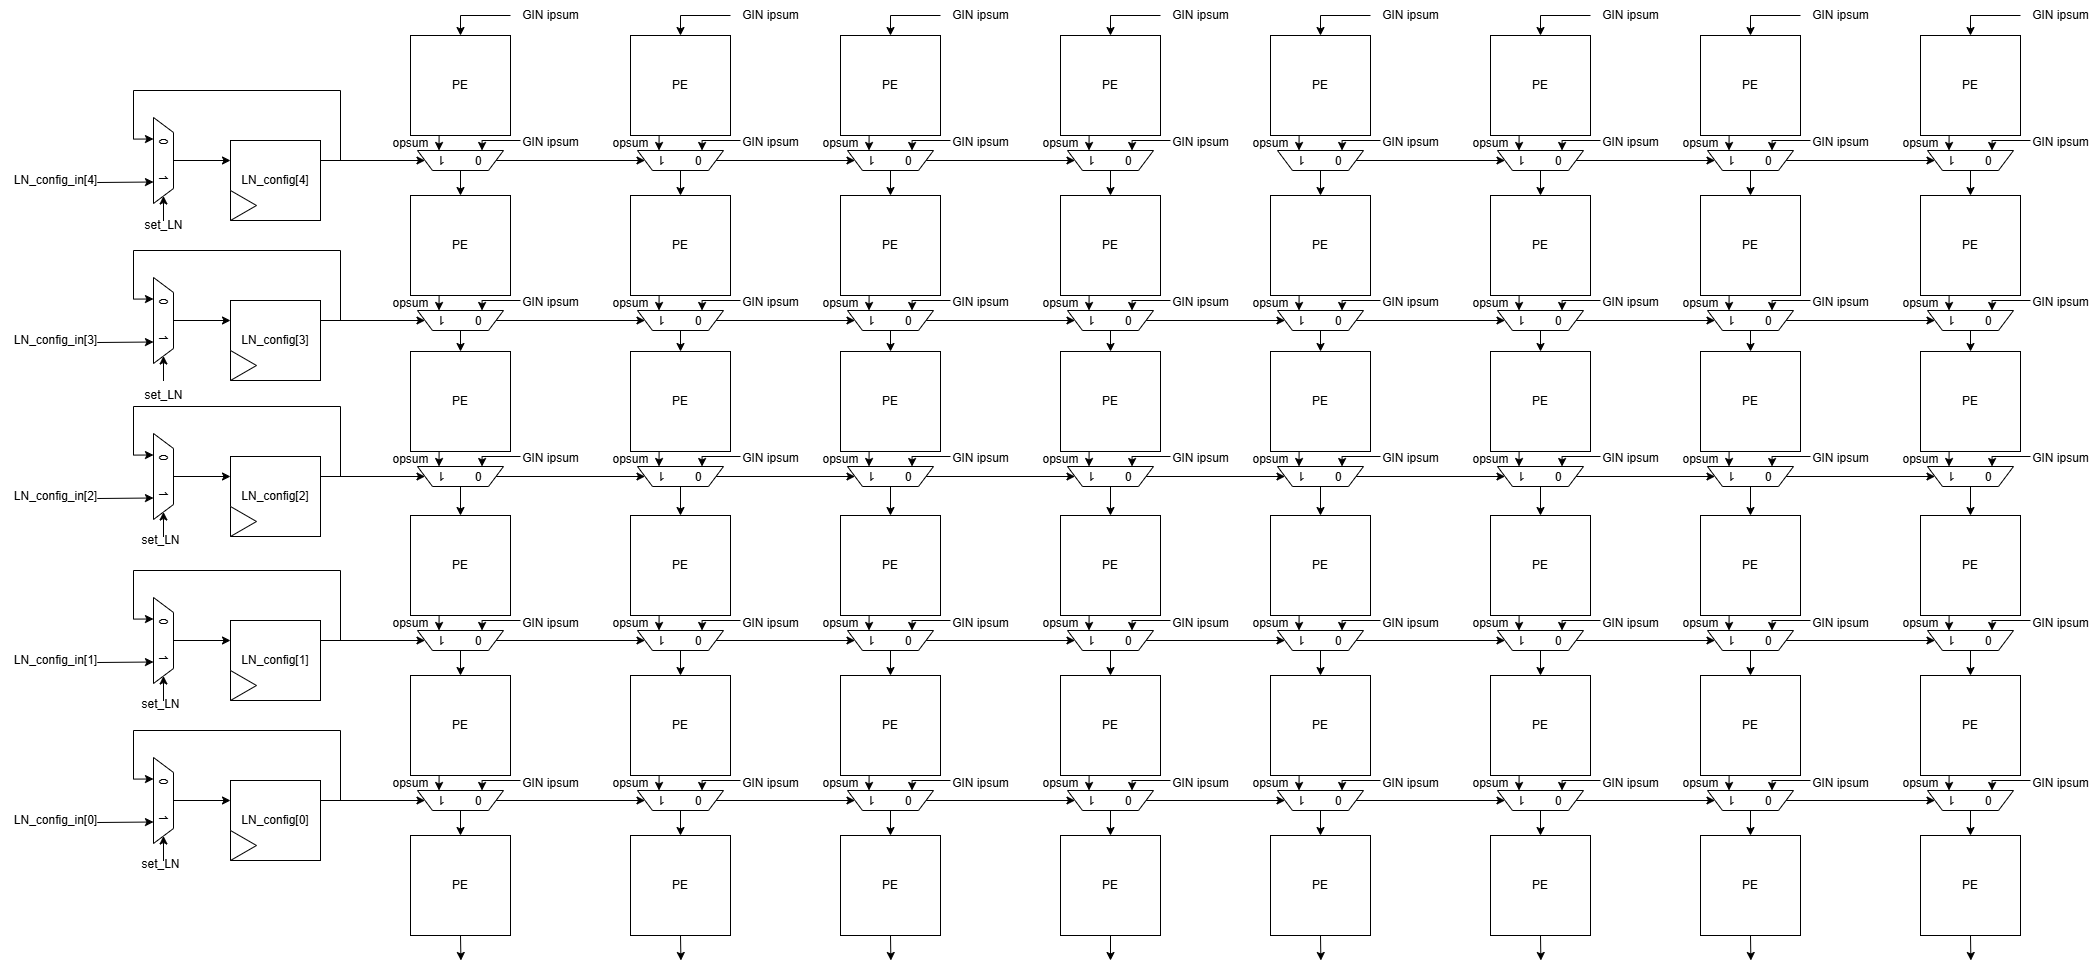 GIN ipsum GIN ipsum GIN ipsum GIN ipsum GIN ipsum GIN ipsum GIN ipsum GIN ipsum
PE PE PE PE PE PE PE PE
opsum GIN ipsum opsum GIN ipsum opsum GIN ipsum opsum GIN ipsum opsum GIN ipsum opsum GIN ipsum opsum GIN ipsum opsum GIN ipsum
0 1 0 1 0 1 0 1 0 1 0 1 0 1 0 1 0
LN_config_in[4] 1 LN_config[4]
set_LN
PE PE PE PE PE PE PE PE
opsum GIN ipsum opsum GIN ipsum opsum GIN ipsum opsum GIN ipsum opsum GIN ipsum opsum GIN ipsum opsum GIN ipsum opsum GIN ipsum
0 1 0 1 0 1 0 1 0 1 0 1 0 1 0 1 0
LN_config_in[3] 1 LN_config[3]
set_LN
PE PE PE PE PE PE PE PE
opsum GIN ipsum opsum GIN ipsum opsum GIN ipsum opsum GIN ipsum opsum GIN ipsum opsum GIN ipsum opsum GIN ipsum opsum GIN ipsum
0 1 0 1 0 1 0 1 0 1 0 1 0 1 0 1 0
LN_config_in[2] 1 LN_config[2]
set_LN
PE PE PE PE PE PE PE PE
opsum GIN ipsum opsum GIN ipsum opsum GIN ipsum opsum GIN ipsum opsum GIN ipsum opsum GIN ipsum opsum GIN ipsum opsum GIN ipsum
0 1 0 1 0 1 0 1 0 1 0 1 0 1 0 1 0
LN_config_in[1] 1 LN_config[1]
set_LN
PE PE PE PE PE PE PE PE
opsum GIN ipsum opsum GIN ipsum opsum GIN ipsum opsum GIN ipsum opsum GIN ipsum opsum GIN ipsum opsum GIN ipsum opsum GIN ipsum
0 1 0 1 0 1 0 1 0 1 0 1 0 1 0 1 0
LN_config_in[0] 1 LN_config[0]
set_LN
PE PE PE PE PE PE PE PE